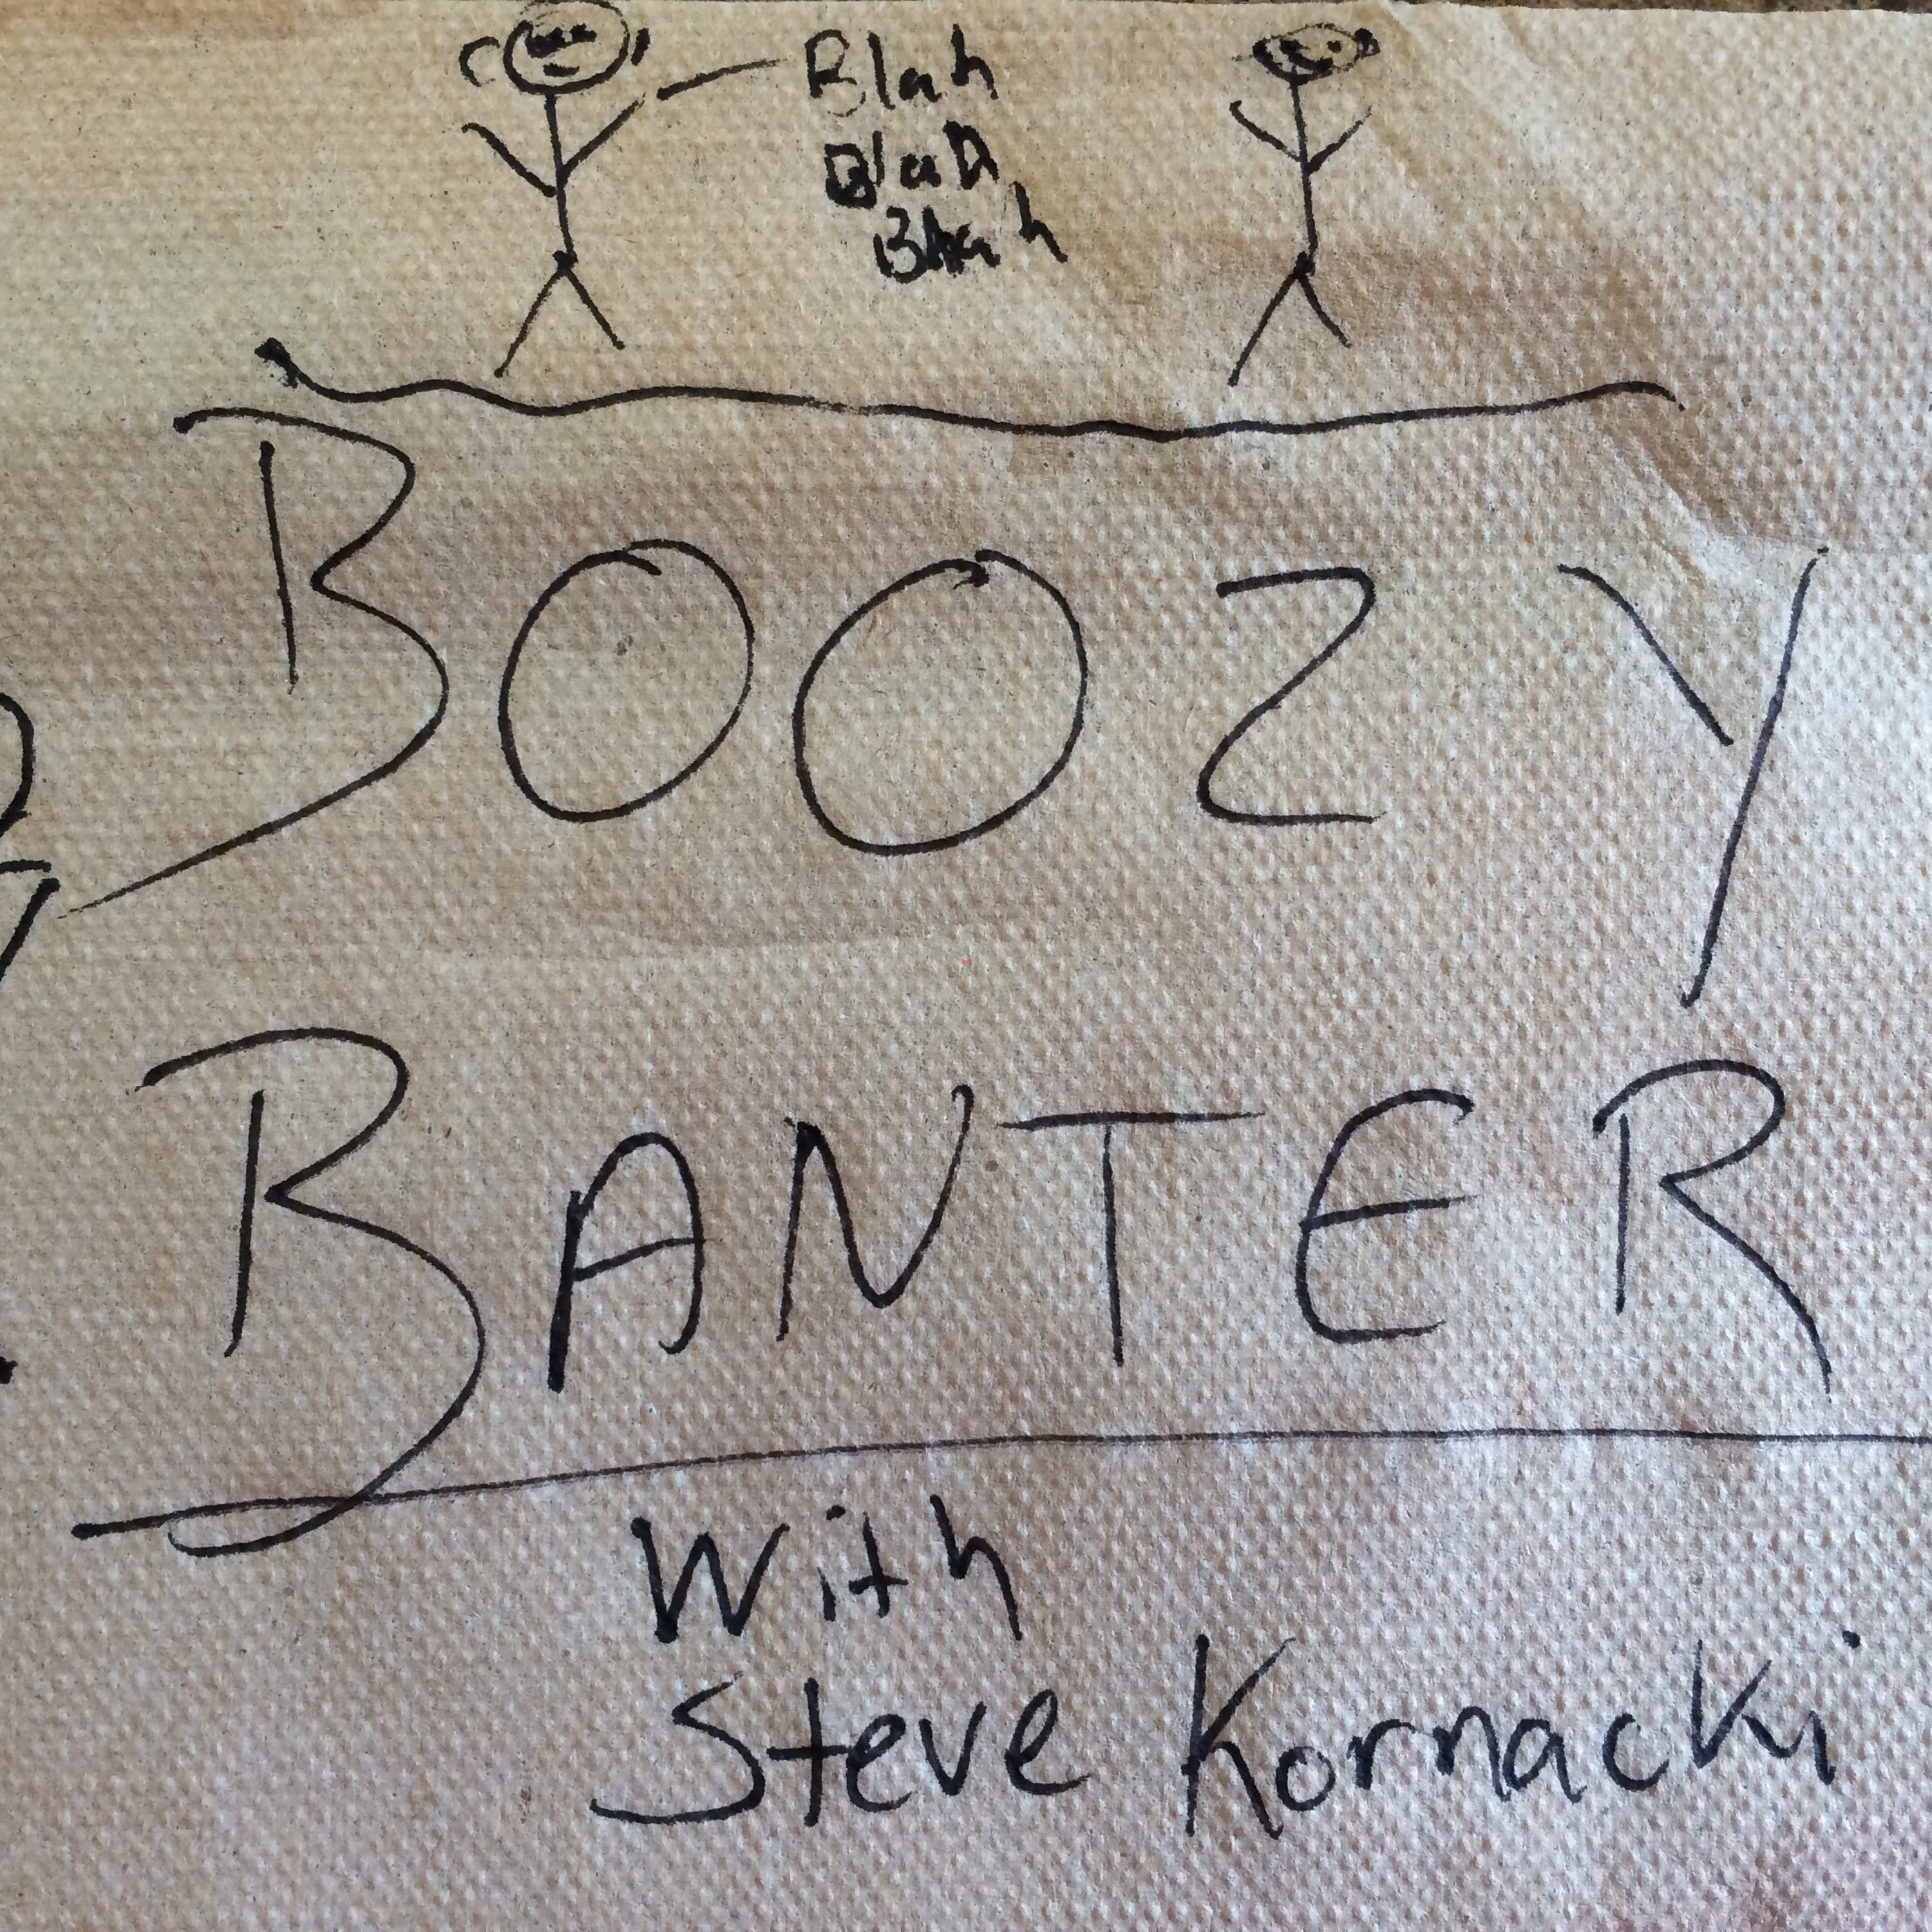 Blah
Blah
Blah
BOOZY
BANTER
With
Steve Kornacki